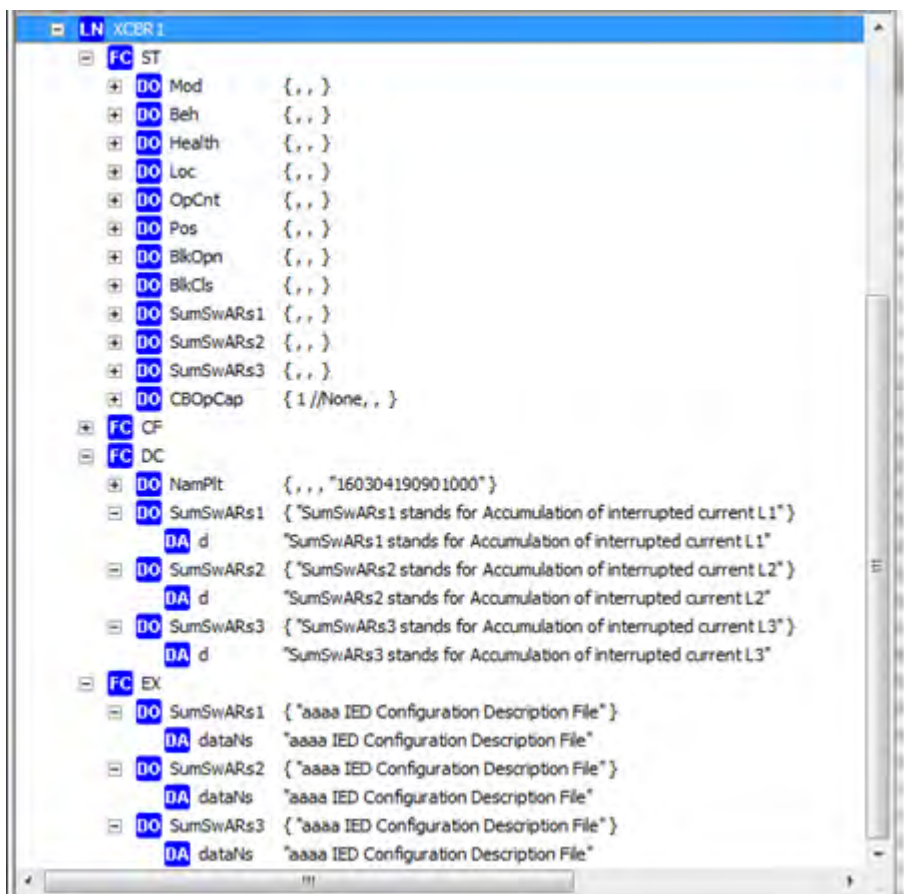 LN XCBR1
FC ST
DO Mod { , , }
DO Beh { , , }
DO Health { , , }
DO Loc { , , }
DO OpCnt { , , }
DO Pos { , , }
DO BlkOpn { , , }
DO BlkCls { , , }
DO SumSwARs1 { , , }
DO SumSwARs2 { , , }
DO SumSwARs3 { , , }
DO CBOpCap { 1 //None, , }
FC CF
FC DC
DO NamPlt { , , , "160304190901000" }
DO SumSwARs1 { "SumSwARs1 stands for Accumulation of interrupted current L1" }
DA d "SumSwARs1 stands for Accumulation of interrupted current L1"
DO SumSwARs2 { "SumSwARs2 stands for Accumulation of interrupted current L2" }
DA d "SumSwARs2 stands for Accumulation of interrupted current L2"
DO SumSwARs3 { "SumSwARs3 stands for Accumulation of interrupted current L3" }
DA d "SumSwARs3 stands for Accumulation of interrupted current L3"
FC EX
DO SumSwARs1 { "aaaa IED Configuration Description File" }
DA dataNs "aaaa IED Configuration Description File"
DO SumSwARs2 { "aaaa IED Configuration Description File" }
DA dataNs "aaaa IED Configuration Description File"
DO SumSwARs3 { "aaaa IED Configuration Description File" }
DA dataNs "aaaa IED Configuration Description File"